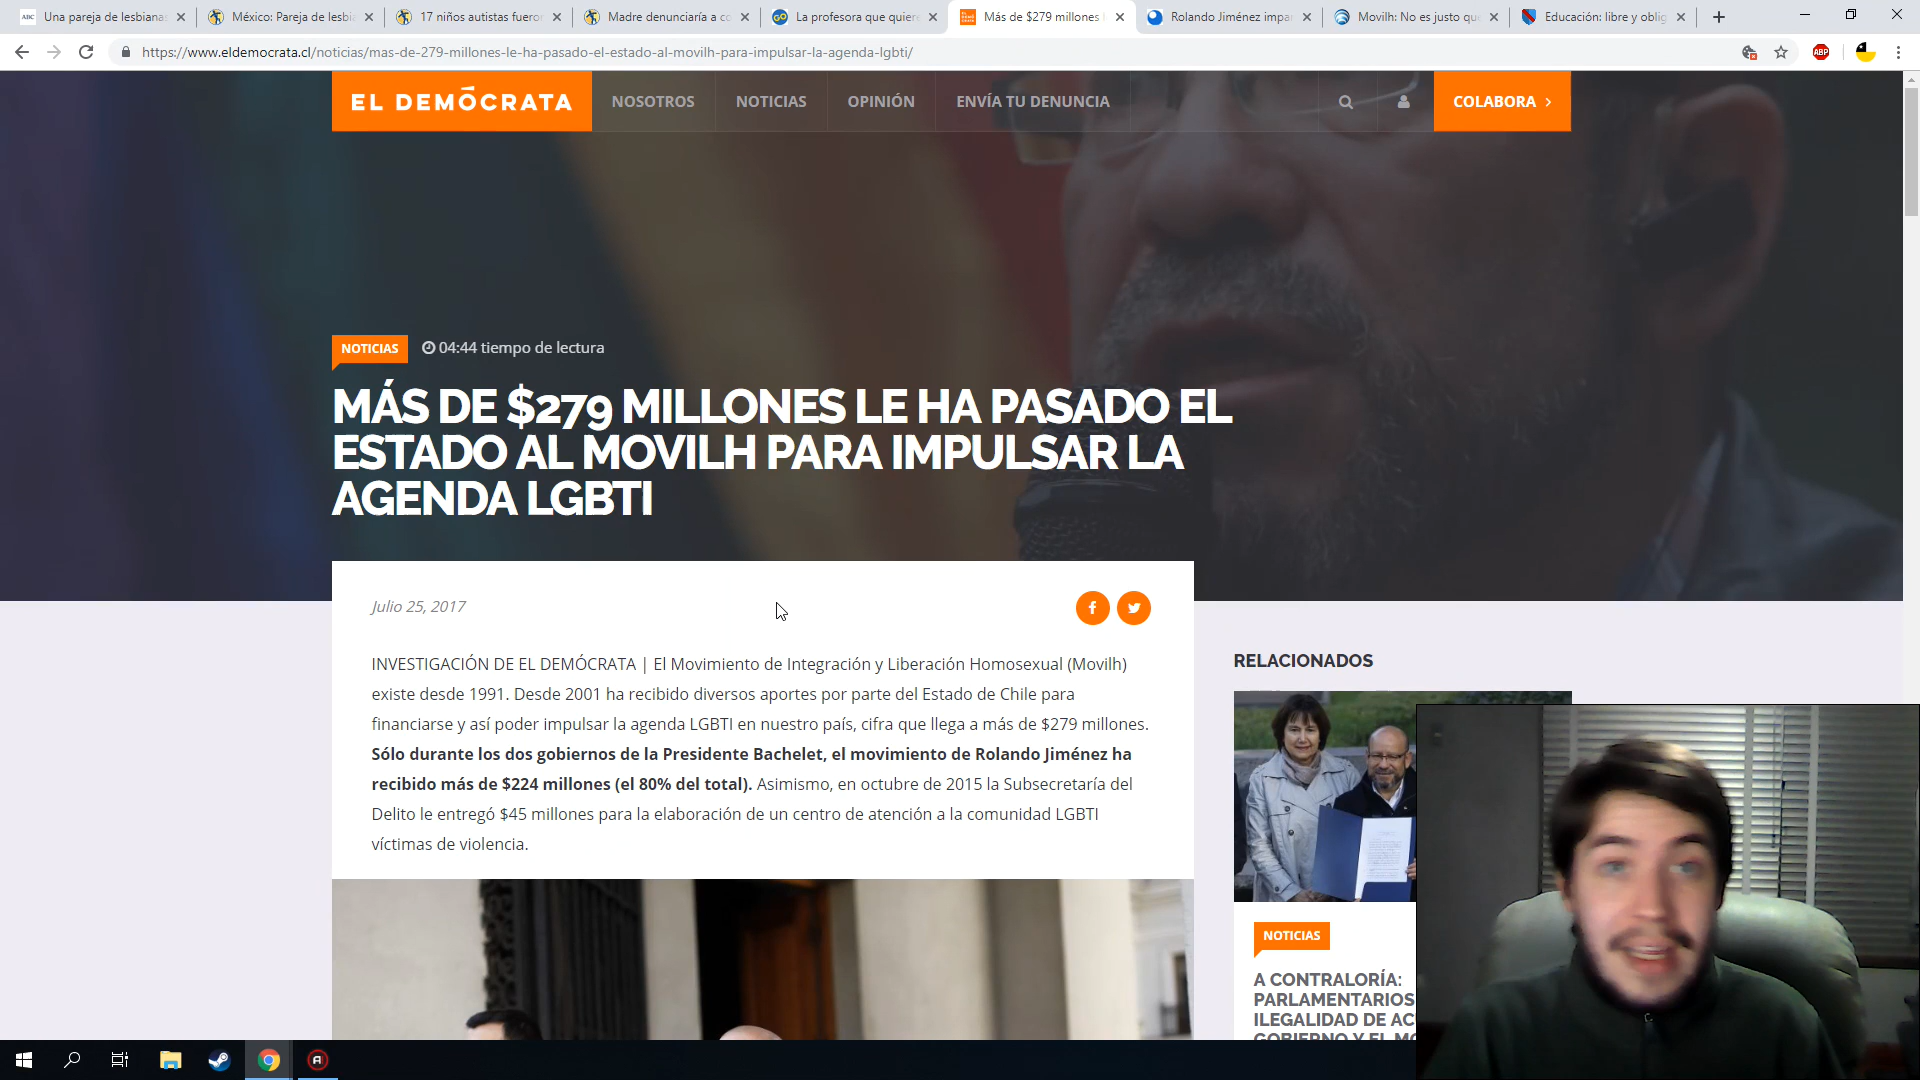 Una pareja de lesbianas
México: Pareja de lesbi
17 niños autistas fueron
Madre denunciaría a co
La profesora que quiere
Más de $279 millones
Rolando Jiménez impa
Movilh: No es justo qu
Educación: libre y oblig
https://www.eldemocrata.cl/noticias/mas-de-279-millones-le-ha-pasado-el-estado-al-movilh-para-impulsar-la-agenda-lgbti/
ABP
EL DEMÓCRATA
NOSOTROS
NOTICIAS
OPINIÓN
ENVÍA TU DENUNCIA
COLABORA
NOTICIAS
04:44 tiempo de lectura
MÁS DE $279 MILLONES LE HA PASADO EL
ESTADO AL MOVILH PARA IMPULSAR LA
AGENDA LGBTI
Julio 25, 2017
INVESTIGACIÓN DE EL DEMÓCRATA | El Movimiento de Integración y Liberación Homosexual (Movilh)
existe desde 1991. Desde 2001 ha recibido diversos aportes por parte del Estado de Chile para
financiarse y así poder impulsar la agenda LGBTI en nuestro país, cifra que llega a más de $279 millones.
Sólo durante los dos gobiernos de la Presidente Bachelet, el movimiento de Rolando Jiménez ha
recibido más de $224 millones (el 80% del total). Asimismo, en octubre de 2015 la Subsecretaría del
Delito le entregó $45 millones para la elaboración de un centro de atención a la comunidad LGBTI
víctimas de violencia.
RELACIONADOS
NOTICIAS
A CONTRALORÍA:
PARLAMENTARIOS
ILEGALIDAD DE AC
GOBIERNO Y EL MO